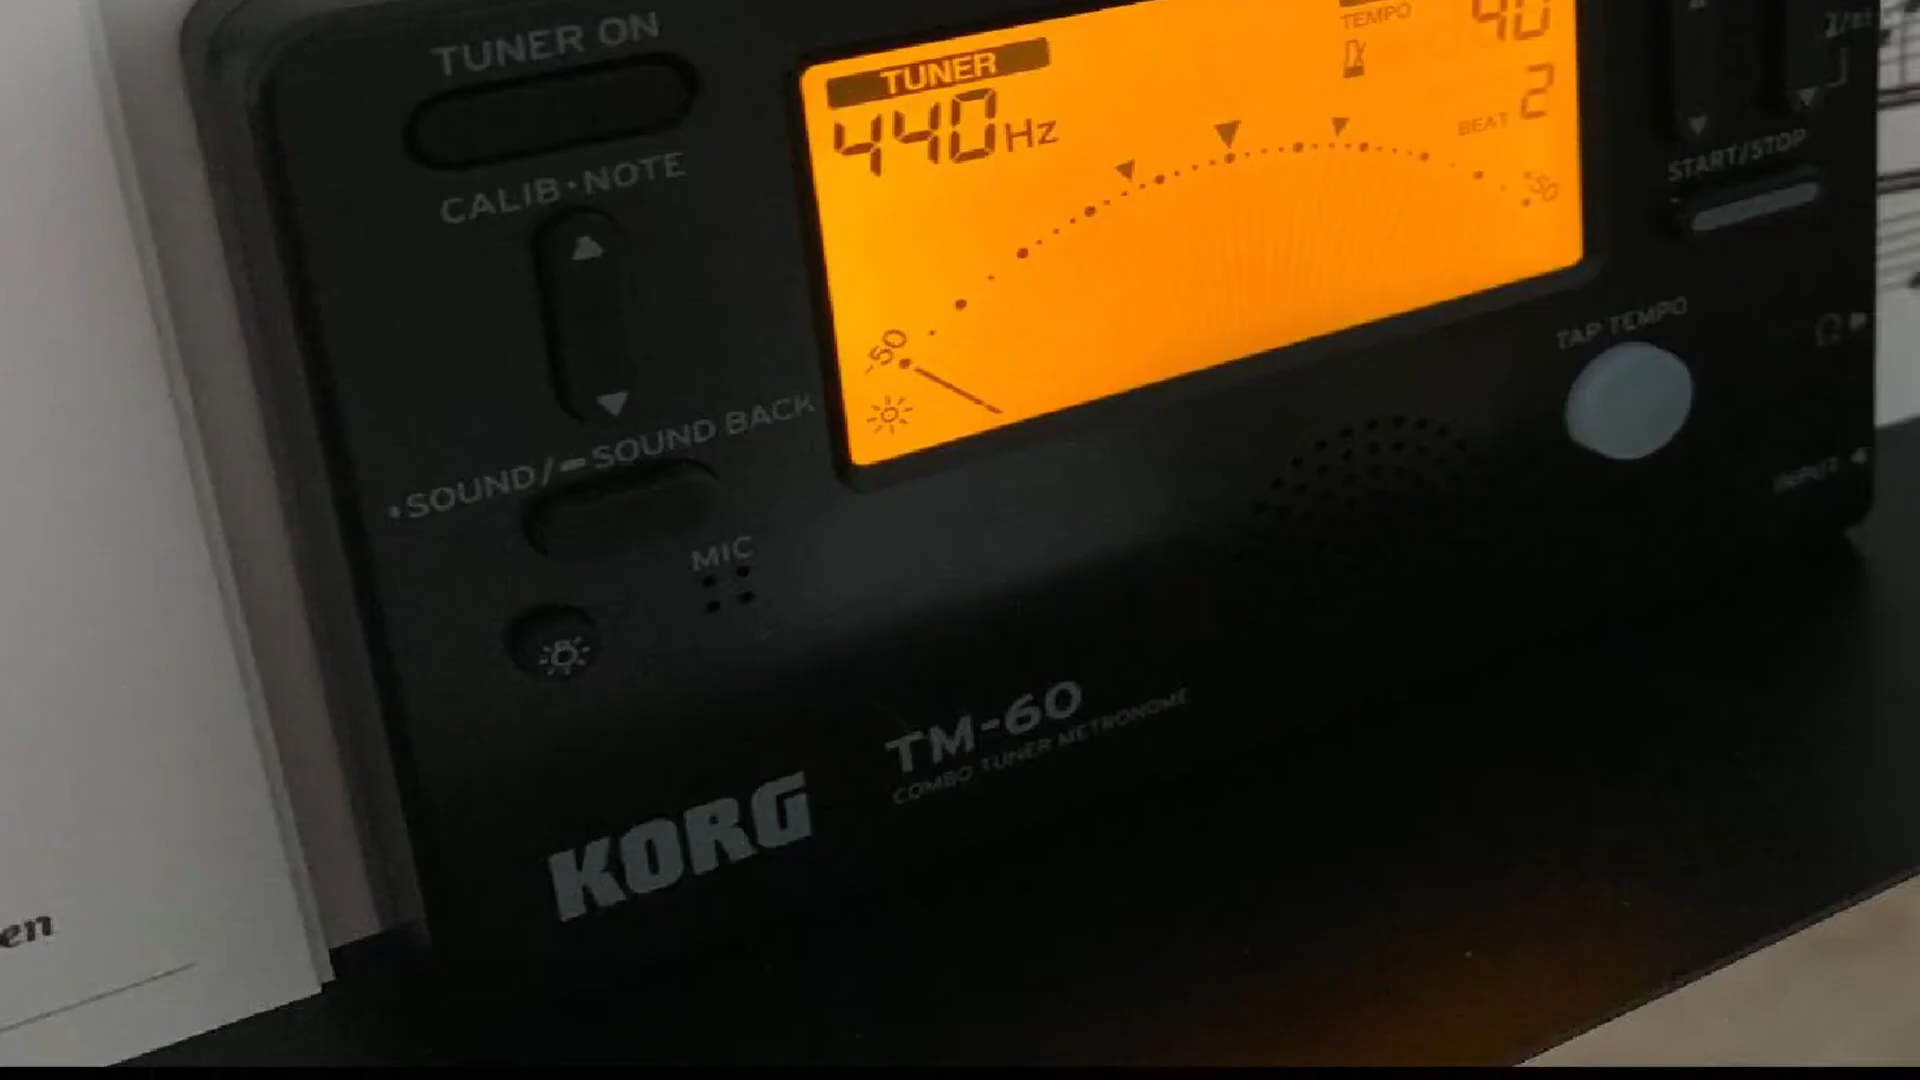 TUNER ON
CALIB•NOTE
•SOUND/━SOUND BACK
MIC
TUNER
440Hz
-50
TEMPO
BEAT 2
START/STOP
TAP TEMPO
INPUT
TM-60
COMBO TUNER METRONOME
KORG
en